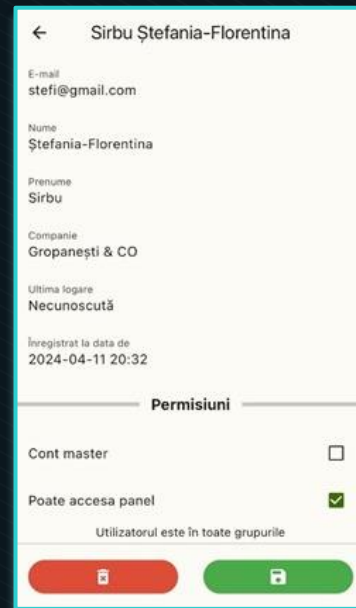 Sirbu Ștefania-Florentina
E-mail
stefi@gmail.com
Nume
Ștefania-Florentina
Prenume
Sirbu
Companie
Gropanești & CO
Ultima logare
Necunoscută
Înregistrat la data de
2024-04-11 20:32
Permisiuni
Cont master
Poate accesa panel
Utilizatorul este în toate grupurile